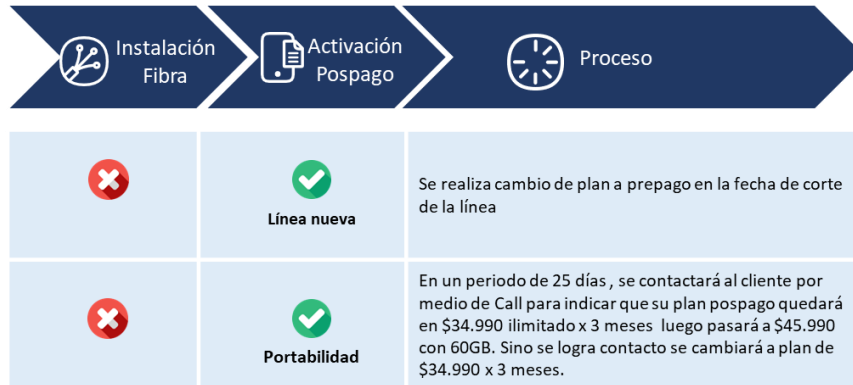 Instalación
Fibra
Activación
Pospago
Proceso
Línea nueva
Se realiza cambio de plan a prepago en la fecha de corte
de la línea
Portabilidad
En un periodo de 25 días , se contactará al cliente por
medio de Call para indicar que su plan pospago quedará
en $34.990 ilimitado x 3 meses  luego pasará a $45.990
con 60GB. Sino se logra contacto se cambiará a plan de
$34.990 x 3 meses.